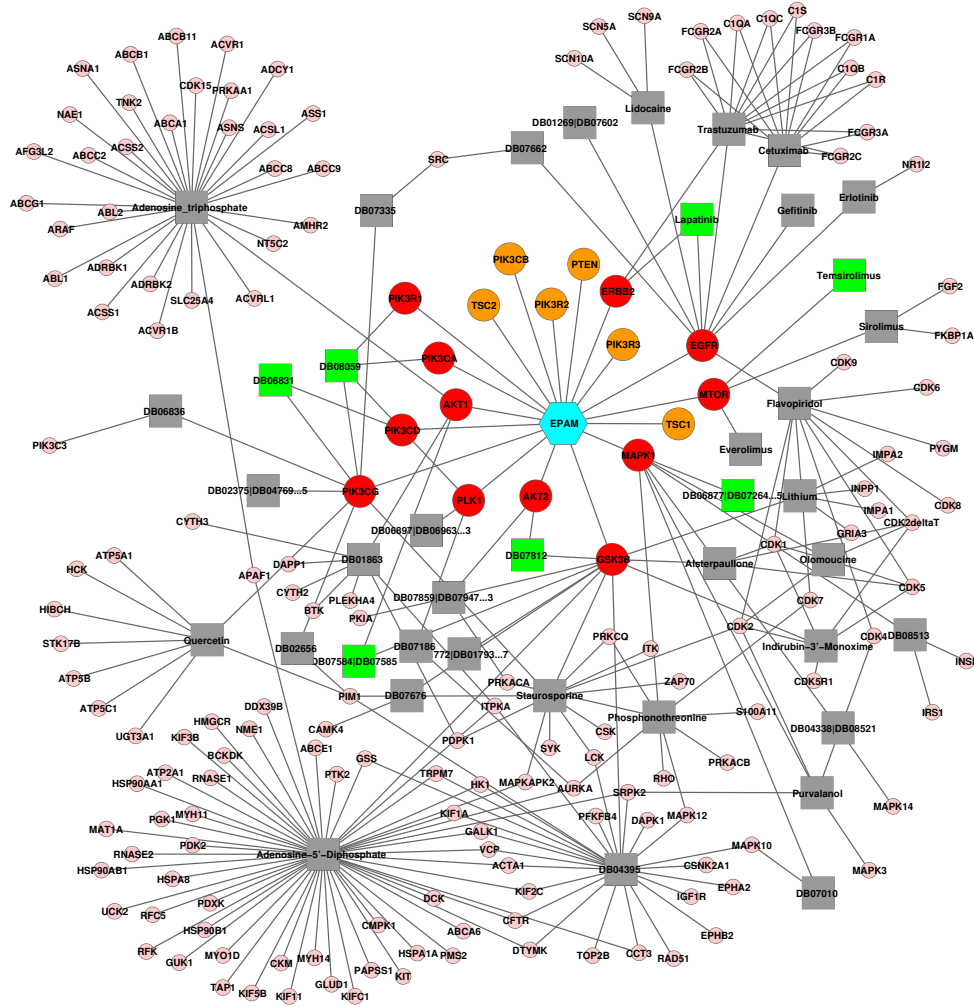 ABCB11
ABCB1
ACVR1
ASNA1
ADCY1
CDK15
PRKAA1
TNK2
NAE1
ABCA1
ASNS
ACSL1
ASS1
ACSS2
AFG3L2
ABCC2
ABCC8
ABCC9
ABCG1
ABL2
Adenosine_triphosphate
ARAF
AMHR2
NT5C2
ABL1
ADRBK1
ADRBK2
SLC25A4
ACVRL1
ACSS1
ACVR1B
SCN5A
SCN9A
SCN10A
Lidocaine
DB01269|DB07602
DB07662
SRC
DB07335
FCGR2A
C1QA
C1QC
C1S
FCGR3B
FCGR1A
FCGR2B
C1QB
C1R
Trastuzumab
Cetuximab
FCGR3A
FCGR2C
NR1I2
Lapatinib
Gefitinib
Erlotinib
PIK3CB
PTEN
TSC2
PIK3R2
ERBB2
PIK3R1
PIK3R3
EGFR
Temsirolimus
FGF2
Sirolimus
FKBP1A
DB06831
DB08059
PIK3CA
AKT1
MTOR
CDK9
Flavopiridol
CDK6
DB06836
PIK3CD
EPAM
TSC1
PIK3C3
MAPK1
Everolimus
PYGM
IMPA2
DB02375|DB04769...5
PIK3CG
PLK1
AKT2
DB06877|DB07264...5
Lithium
INPP1
IMPA1
CDK8
CYTH3
DB06897|DB06963...3
CDK2deltaT
GRIA3
CDK1
ATP5A1
DAPP1
DB01863
DB07812
GSK3B
Alsterpaullone
Olomoucine
HCK
APAF1
CYTH2
PLEKHA4
DB07859|DB07947...3
CDK7
CDK5
HIBCH
BTK
PKIA
CDK2
CDK4
DB08513
Quercetin
DB02656
DB07584|DB07585
DB07186
772|DB01793...7
PRKCQ
ITK
Indirubin-3'-Monoxime
INSR
STK17B
ATP5B
PIM1
DB07676
PRKACA
Staurosporine
ZAP70
CDK5R1
ATP5C1
CAMK4
ITPKA
Phosphonothreonine
S100A11
IRS1
DB04338|DB08521
UGT3A1
DDX39B
HMGCR
NME1
KIF3B
ABCE1
PDPK1
SYK
CSK
LCK
BCKDK
GSS
PRKACB
ATP2A1
HSP90AA1
RNASE1
PTK2
TRPM7
HK1
MAPKAPK2
AURKA
RHO
SRPK2
Purvalanol
MAPK14
PGK1
MYH11
KIF1A
PFKFB4
DAPK1
MAPK12
MAT1A
GALK1
RNASE2
PDK2
VCP
MAPK10
Adenosine-5'-Diphosphate
HSP90AB1
ACTA1
DB04395
CSNK2A1
MAPK3
HSPA8
KIF2C
EPHA2
DB07010
IGF1R
UCK2
RFC5
PDXK
DCK
CFTR
HSP90B1
CMPK1
ABCA6
EPHB2
RFK
GUK1
MYO1D
CKM
MYH14
HSPA1A
PMS2
DTYMK
TOP2B
CCT3
RAD51
TAP1
KIF5B
KIF11
GLUD1
PAPSS1
KIFC1
KIT